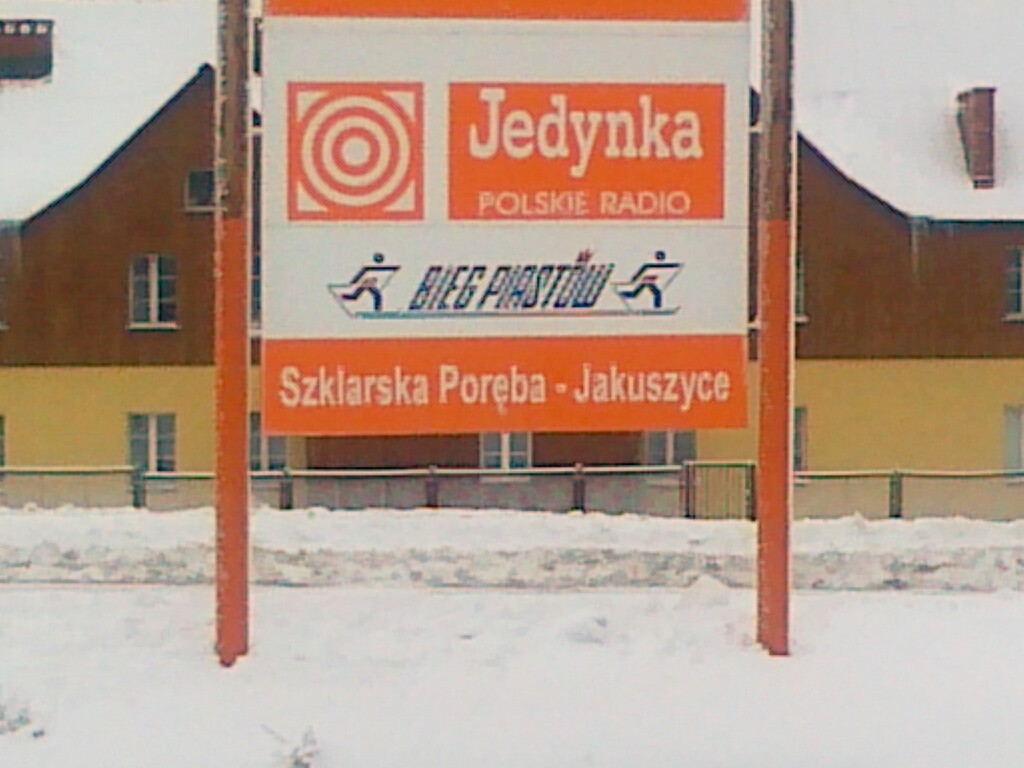 Jedynka
POLSKIE RADIO
BIEG PIASTÓW
Szklarska Poręba - Jakuszyce